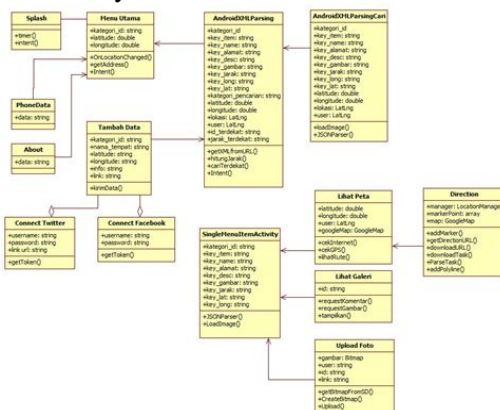 Splash
+timer()
+intent()
Menu Utama
+kategori_id: string
+latitude: double
+longitude: double
+OnLocationChanged()
+getAddress()
+Intent()
AndroidXMLParsing
+kategori_id
+key_item: string
+key_name: string
+key_alamat: string
+key_desc: string
+key_gambar: string
+key_jarak: string
+key_long: string
+key_lat: string
+kategori_pencarian: string
+latitude: double
+longitude: double
+lokasi: LatLng
+user: LatLng
+id_terdekat: string
+jarak_terdekat: string
+getXMLfromURL()
+hitungJarak()
+cariTerdekat()
+Intent()
AndroidXMLParsingCari
+kategori_id
+key_item: string
+key_name: string
+key_alamat: string
+key_desc: string
+key_gambar: string
+key_jarak: string
+key_long: string
+key_lat: string
+latitude: double
+longitude: double
+lokasi: LatLng
+user: LatLng
+loadImage()
+JSONParser()
PhoneData
+data: string
About
+data: string
Tambah Data
+kategori_id: string
+nama_tempat: string
+latitude: string
+longitude: string
+info: string
+link: string
+kirimData()
Connect Twitter
+username: string
+password: string
+link url: string
+getToken()
Connect Facebook
+username: string
+password: string
+getToken()
SingleMenuItemActivity
+kategori_id: string
+key_item: string
+key_name: string
+key_alamat: string
+key_desc: string
+key_gambar: string
+key_jarak: string
+key_lat: string
+key_long: string
+JSONParser()
+LoadImage()
Lihat Peta
+latitude: double
+longitude: double
+user: LatLng
+googleMap: GoogleMap
+cekInternet()
+cekGPS()
+lihatRute()
Direction
+manager: LocationManage
+markerPoint: array
+map: GoogleMap
+addMarker()
+getDirectionURL()
+downloadURL()
+downloadTask()
+ParseTask()
+addPolyline()
Lihat Galeri
+id: string
+requestKomentar()
+requestGambar()
+tampilkan()
Upload Foto
+gambar: Bitmap
+user: string
+id: string
+link: string
+getBitmapFromSD()
+CreateBitmap()
+Upload()